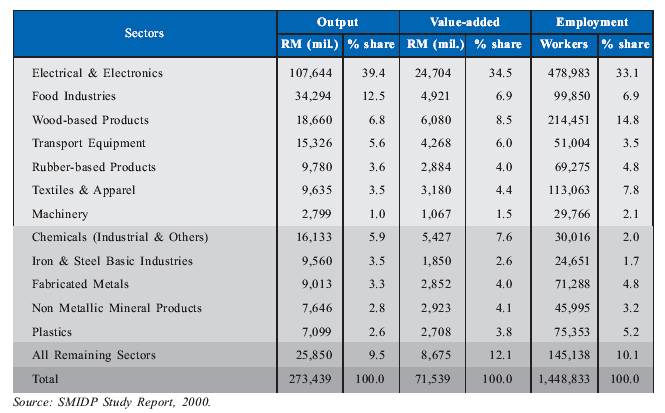 Sectors Output Value-added Employment
RM (mil.) % share RM (mil.) % share Workers % share
Electrical & Electronics 107,644 39.4 24,704 34.5 478,983 33.1
Food Industries 34,294 12.5 4,921 6.9 99,850 6.9
Wood-based Products 18,660 6.8 6,080 8.5 214,451 14.8
Transport Equipment 15,326 5.6 4,268 6.0 51,004 3.5
Rubber-based Products 9,780 3.6 2,884 4.0 69,275 4.8
Textiles & Apparel 9,635 3.5 3,180 4.4 113,063 7.8
Machinery 2,799 1.0 1,067 1.5 29,766 2.1
Chemicals (Industrial & Others) 16,133 5.9 5,427 7.6 30,016 2.0
Iron & Steel Basic Industries 9,560 3.5 1,850 2.6 24,651 1.7
Fabricated Metals 9,013 3.3 2,852 4.0 71,288 4.8
Non Metallic Mineral Products 7,646 2.8 2,923 4.1 45,995 3.2
Plastics 7,099 2.6 2,708 3.8 75,353 5.2
All Remaining Sectors 25,850 9.5 8,675 12.1 145,138 10.1
Total 273,439 100.0 71,539 100.0 1,448,833 100.0
Source: SMIDP Study Report, 2000.